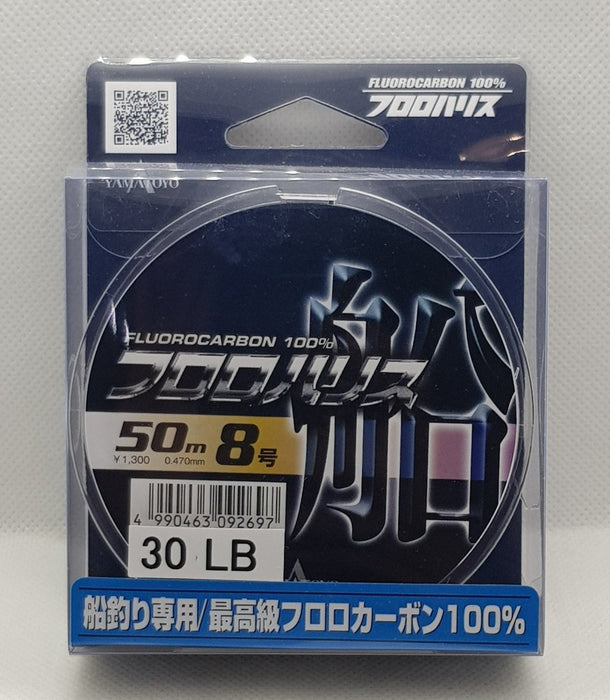 FLUOROCARBON 100%
フロロハリス
YAMATOYO
船
FLUOROCARBON 100%
フロロハリス
50m 8号
¥1,300 0.470mm
4 990463 092697
30 LB
船釣り専用/最高級フロロカーボン100%